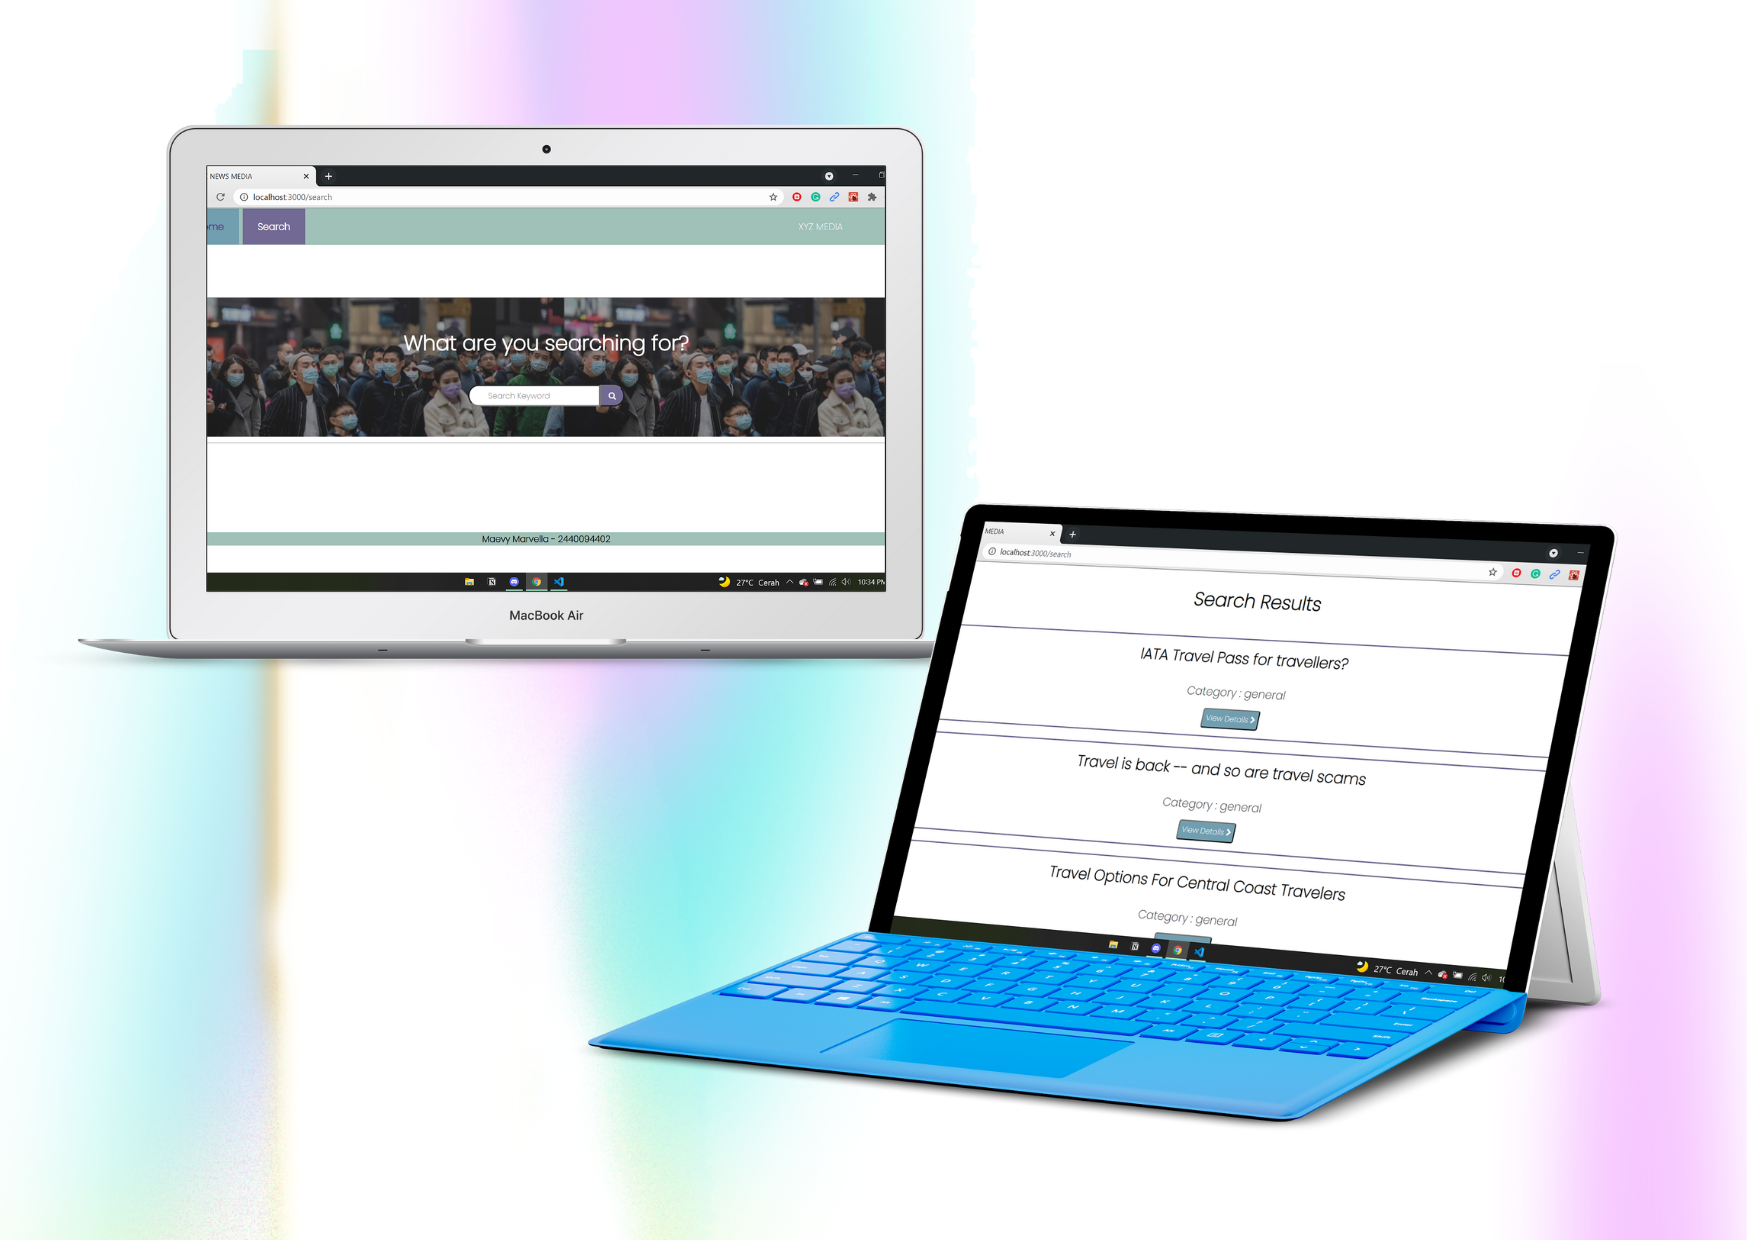 NEWS MEDIA
localhost:3000/search
ome
Search
XYZ MEDIA
What are you searching for?
Search Keyword
Maevy Marvella - 2440094402
27°C Cerah
10:34 PM
MacBook Air
MEDIA
localhost:3000/search
Search Results
IATA Travel Pass for travellers?
Category : general
View Details
Travel is back -- and so are travel scams
Category : general
View Details
Travel Options For Central Coast Travelers
Category : general
27°C Cerah